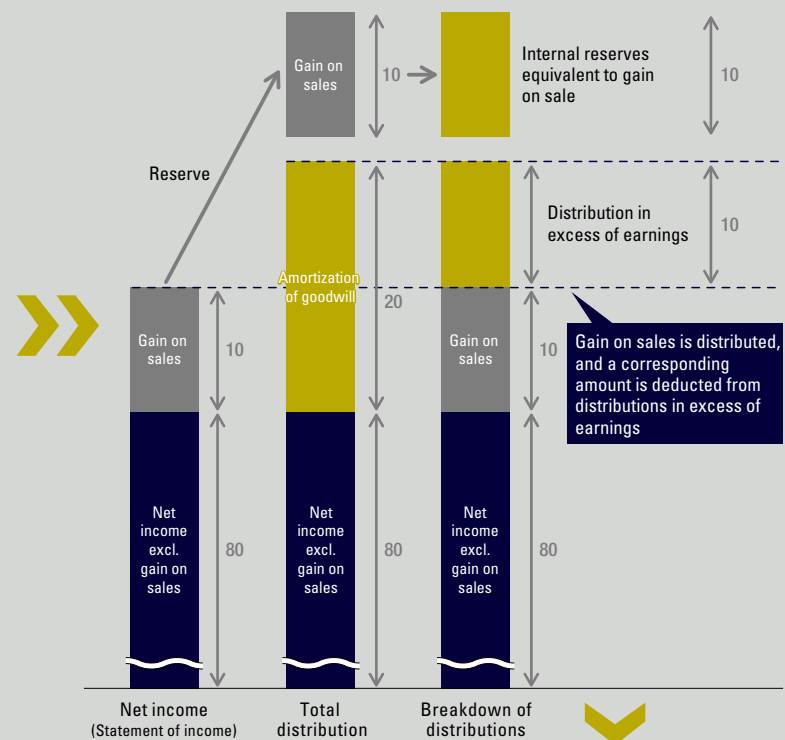 Gain on
sales
10
Internal reserves
equivalent to gain
on sale
10
Reserve
Amortization
of goodwill
20
Distribution in
excess of earnings
10
Gain on
sales
10
Gain on
sales
10
Gain on sales is distributed,
and a corresponding
amount is deducted from
distributions in excess of
earnings
Net
income
excl.
gain on
sales
80
Net
income
excl.
gain on
sales
80
Net
income
excl.
gain on
sales
80
Net income
(Statement of income)
Total
distribution
Breakdown of
distributions